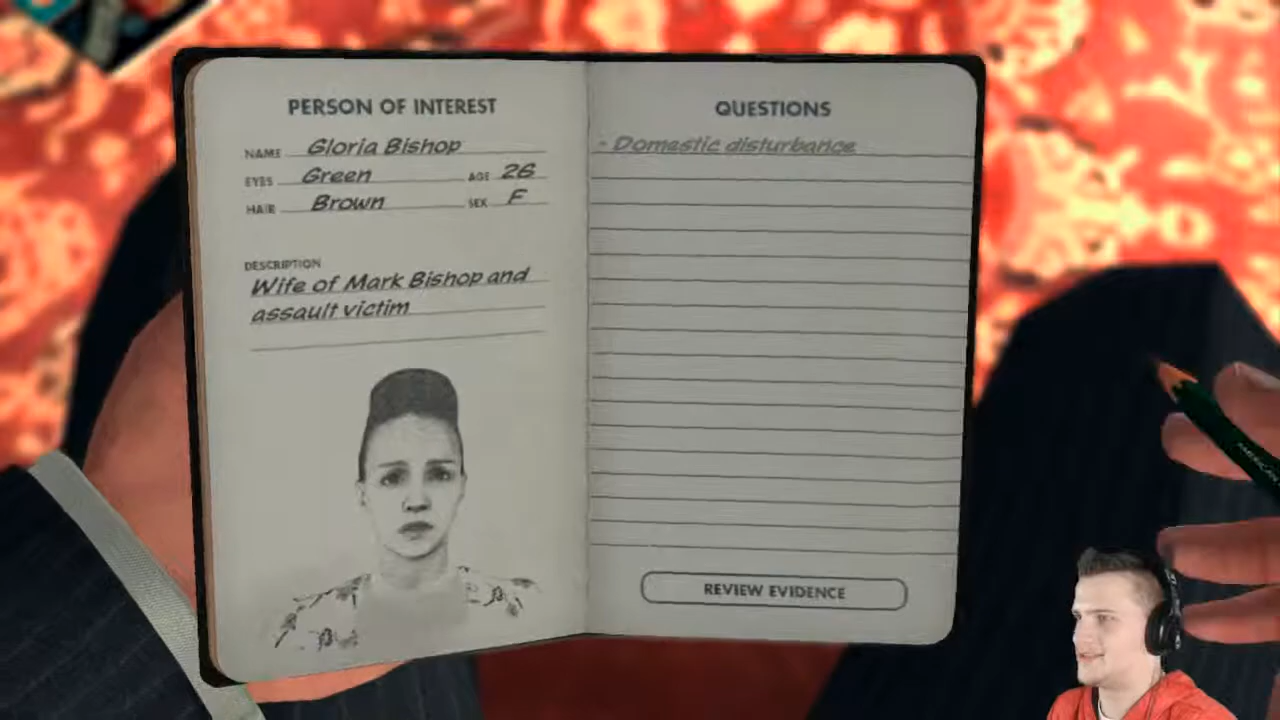 PERSON OF INTEREST
NAME Gloria Bishop
EYES Green AGE 26
HAIR Brown SEX F
DESCRIPTION
Wife of Mark Bishop and
assault victim
QUESTIONS
- Domestic disturbance
REVIEW EVIDENCE